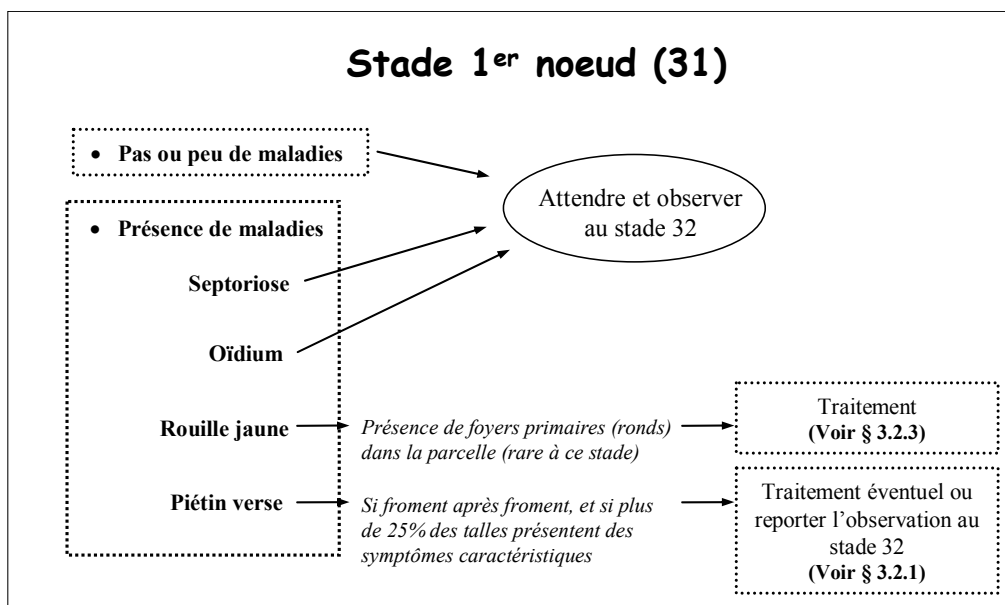 Stade 1er noeud (31)
• Pas ou peu de maladies
Attendre et observer
au stade 32
• Présence de maladies
Septoriose
Oïdium
Rouille jaune
Présence de foyers primaires (ronds)
dans la parcelle (rare à ce stade)
Traitement
(Voir § 3.2.3)
Piétin verse
Si froment après froment, et si plus
de 25% des talles présentent des
symptômes caractéristiques
Traitement éventuel ou
reporter l'observation au
stade 32
(Voir § 3.2.1)